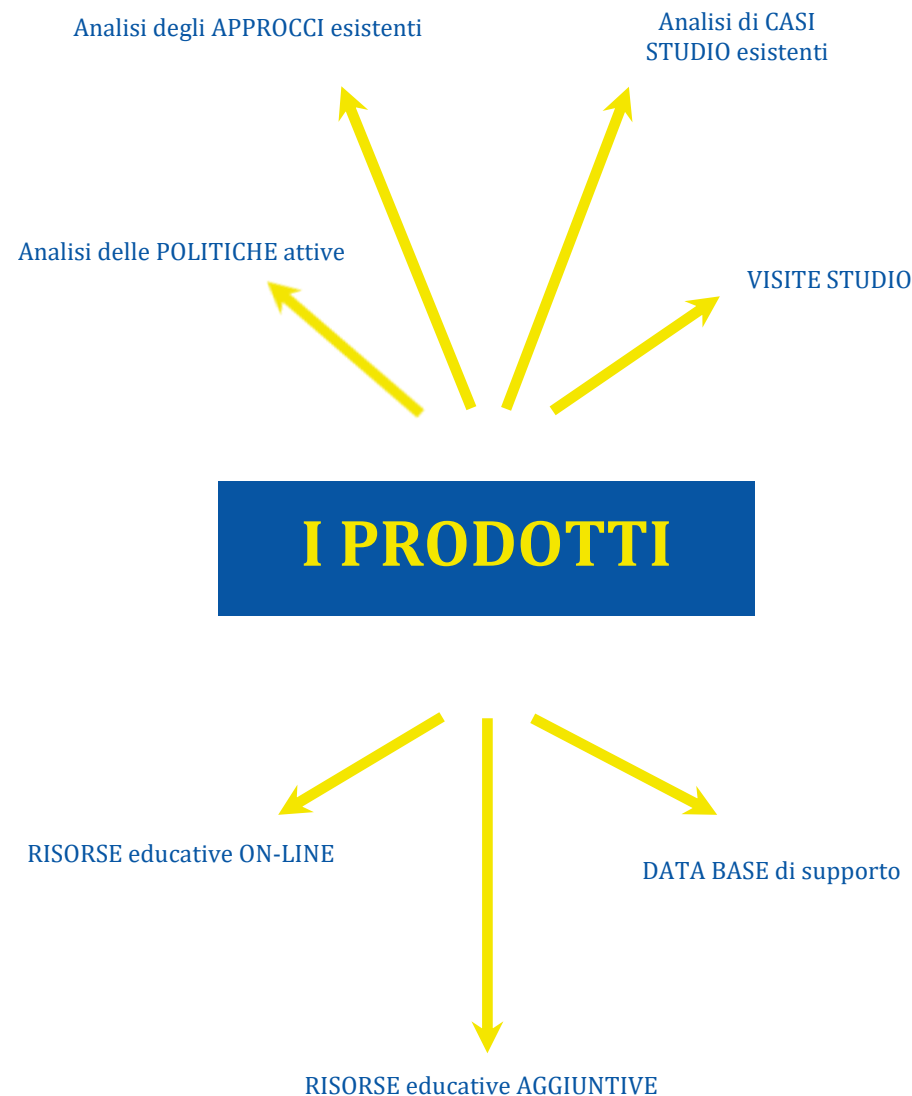 Analisi degli APPROCCI esistenti
Analisi di CASI
STUDIO esistenti
Analisi delle POLITICHE attive
VISITE STUDIO
I PRODOTTI
RISORSE educative ON-LINE
DATA BASE di supporto
RISORSE educative AGGIUNTIVE